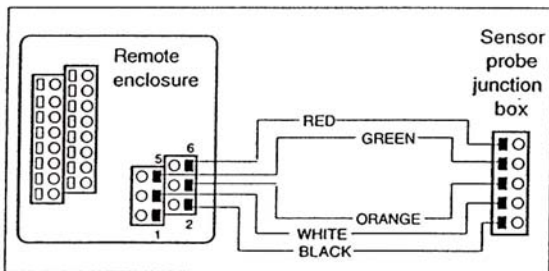 Remote
enclosure
Sensor
probe
junction
box
RED
GREEN
5
6
ORANGE
WHITE
BLACK
1
2